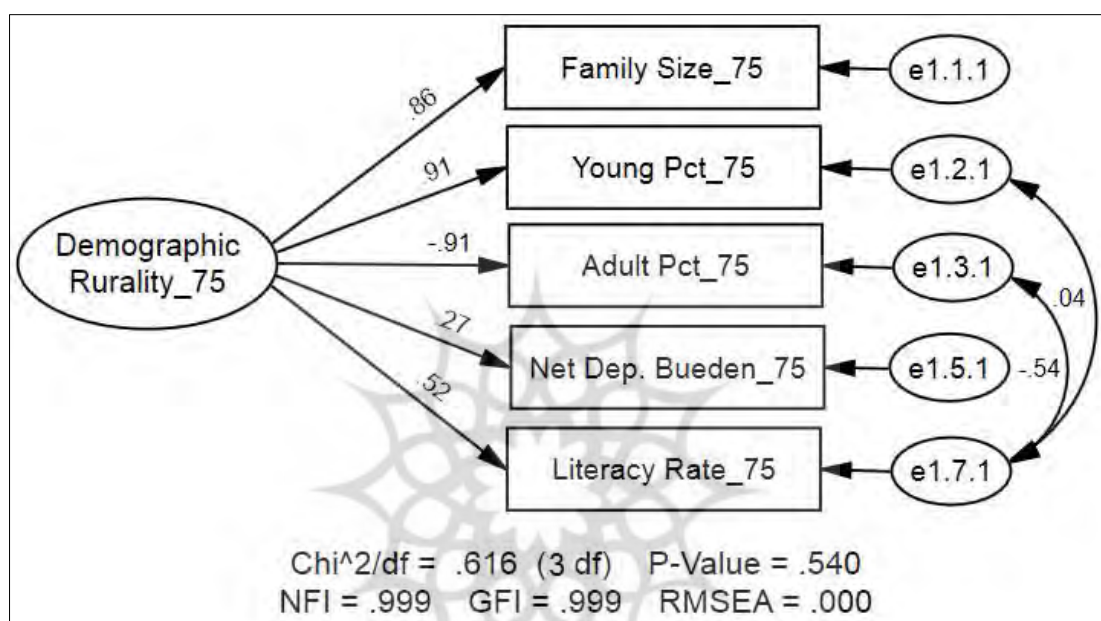 Family Size_75
e1.1.1
.86
Young Pct_75
e1.2.1
.91
Demographic
Rurality_75
-.91
Adult Pct_75
e1.3.1
.04
.27
Net Dep. Bueden_75
e1.5.1
-.54
.52
Literacy Rate_75
e1.7.1
Chi^2/df = .616 (3 df) P-Value = .540
NFI = .999 GFI = .999 RMSEA = .000